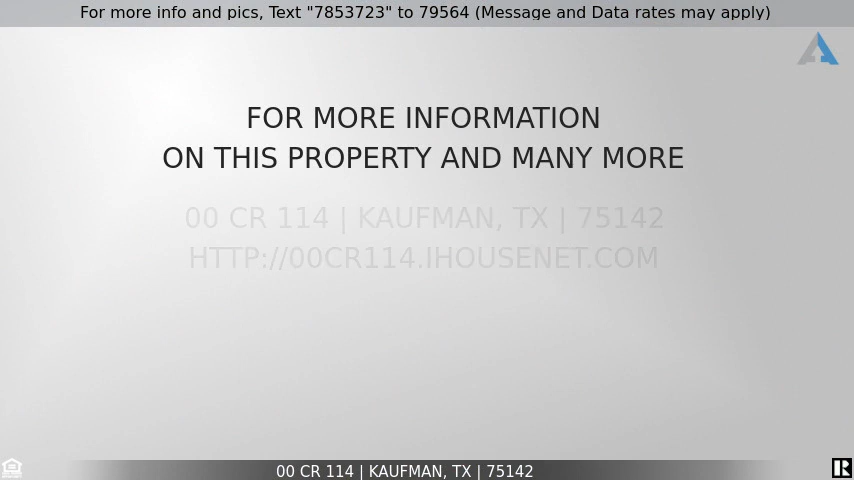 For more info and pics, Text "7853723" to 79564 (Message and Data rates may apply)
FOR MORE INFORMATION
ON THIS PROPERTY AND MANY MORE
00 CR 114 | KAUFMAN, TX | 75142
HTTP://00CR114.IHOUSENET.COM
00 CR 114 | KAUFMAN, TX | 75142